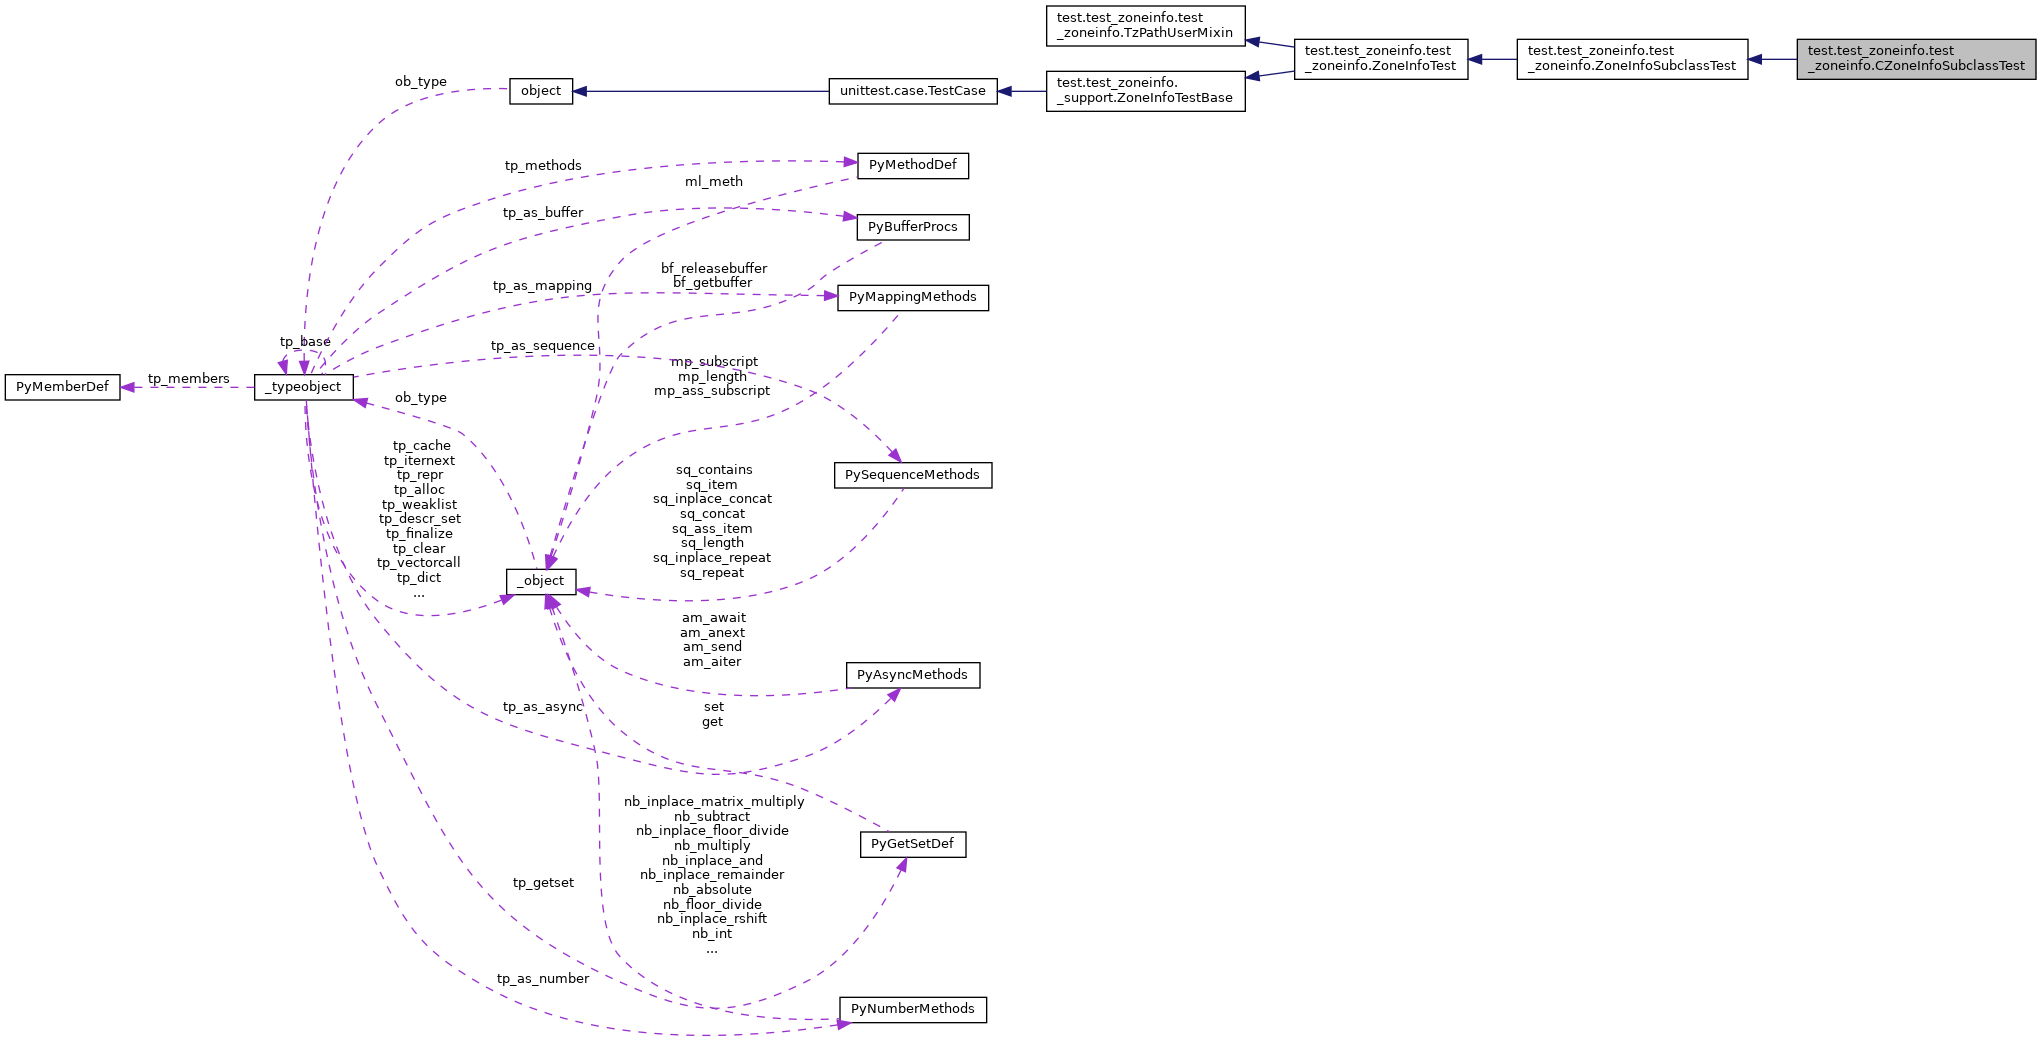 test.test_zoneinfo.test
_zoneinfo.TzPathUserMixin
test.test_zoneinfo.test
_zoneinfo.ZoneInfoTest
test.test_zoneinfo.test
_zoneinfo.ZoneInfoSubclassTest
test.test_zoneinfo.test
_zoneinfo.CZoneInfoSubclassTest
ob_type
object
unittest.case.TestCase
test.test_zoneinfo.
_support.ZoneInfoTestBase
tp_methods
PyMethodDef
ml_meth
tp_as_buffer
PyBufferProcs
bf_releasebuffer
bf_getbuffer
tp_as_mapping
PyMappingMethods
tp_base
tp_as_sequence
mp_subscript
mp_length
mp_ass_subscript
PyMemberDef
tp_members
_typeobject
ob_type
tp_cache
tp_iternext
tp_repr
tp_alloc
tp_weaklist
tp_descr_set
tp_finalize
tp_clear
tp_vectorcall
tp_dict
...
sq_contains
sq_item
sq_inplace_concat
sq_concat
sq_ass_item
sq_length
sq_inplace_repeat
sq_repeat
PySequenceMethods
_object
am_await
am_anext
am_send
am_aiter
PyAsyncMethods
tp_as_async
set
get
nb_inplace_matrix_multiply
nb_subtract
nb_inplace_floor_divide
nb_multiply
nb_inplace_and
nb_inplace_remainder
nb_absolute
nb_floor_divide
nb_inplace_rshift
nb_int
...
PyGetSetDef
tp_getset
tp_as_number
PyNumberMethods